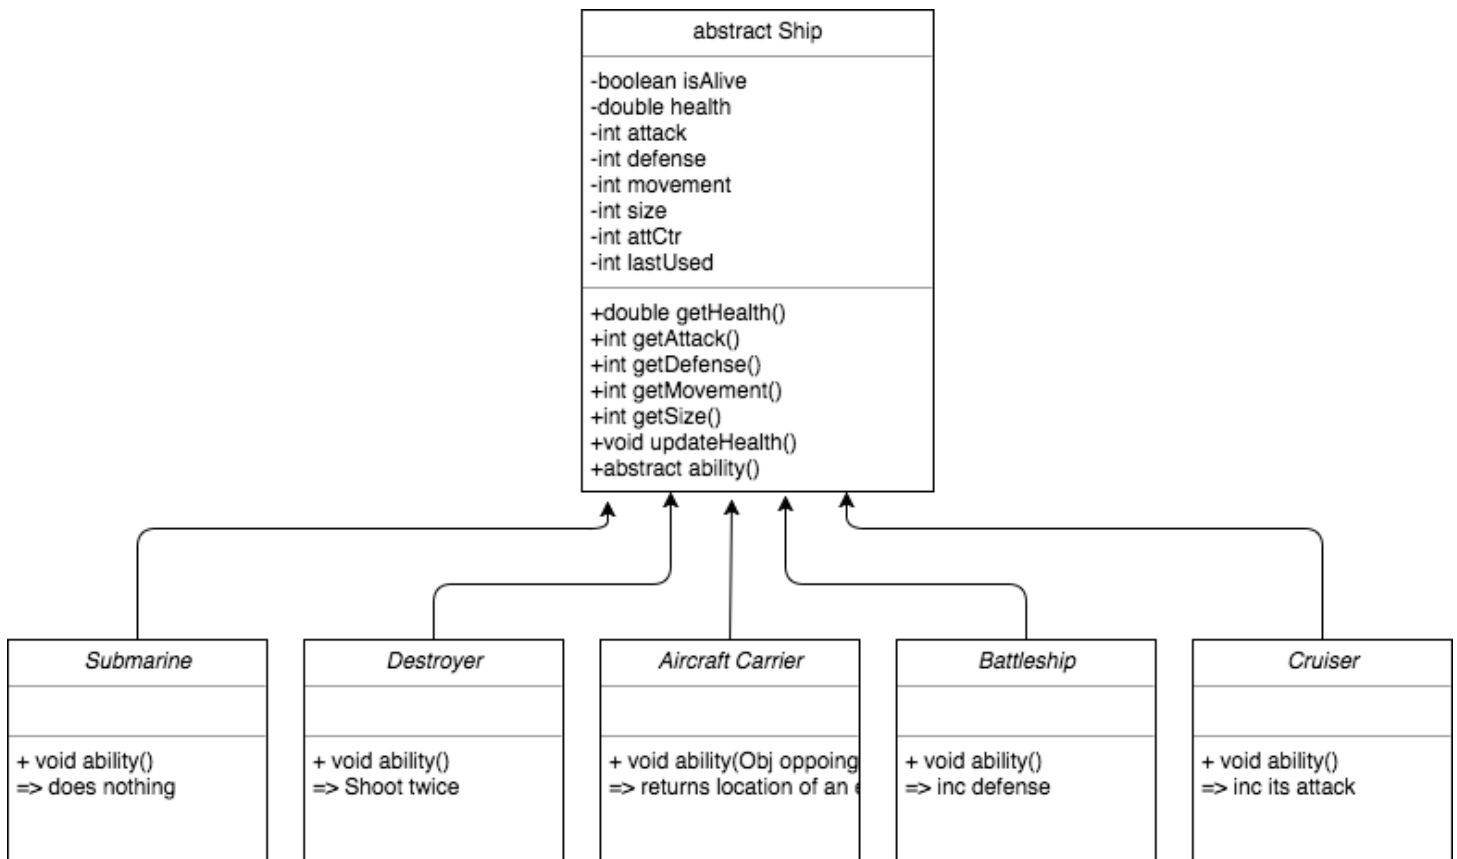 abstract Ship
-boolean isAlive
-double health
-int attack
-int defense
-int movement
-int size
-int attCtr
-int lastUsed
+double getHealth()
+int getAttack()
+int getDefense()
+int getMovement()
+int getSize()
+void updateHealth()
+abstract ability()
Submarine
+ void ability()
=> does nothing
Destroyer
+ void ability()
=> Shoot twice
Aircraft Carrier
+ void ability(Obj oppoing
=> returns location of an
Battleship
+ void ability()
=> inc defense
Cruiser
+ void ability()
=> inc its attack